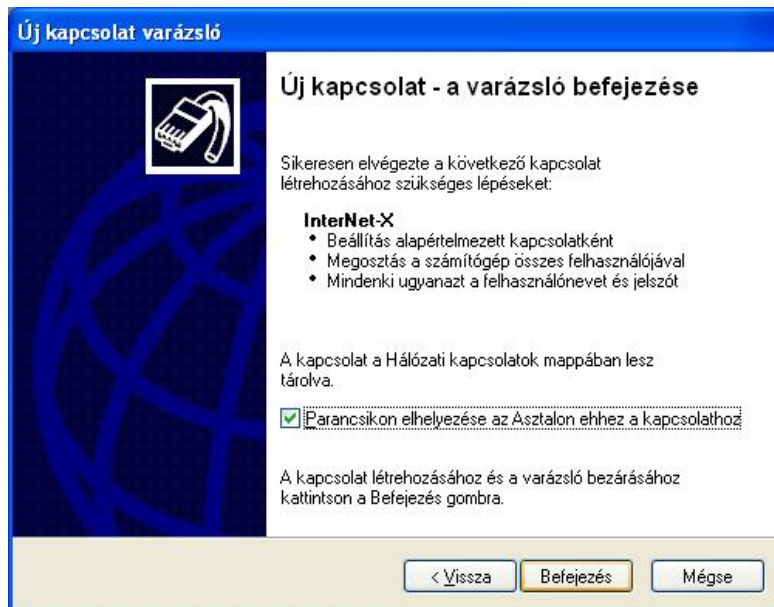 Új kapcsolat varázsló
Új kapcsolat - a varázsló befejezése
Sikeresen elvégezte a következő kapcsolat
létrehozásához szükséges lépéseket:
InterNet-X
• Beállítás alapértelmezett kapcsolatként
• Megosztás a számítógép összes felhasználójával
• Mindenki ugyanazt a felhasználónevet és jelszót
A kapcsolat a Hálózati kapcsolatok mappában lesz
tárolva.
Parancsikon elhelyezése az Asztalon ehhez a kapcsolathoz
A kapcsolat létrehozásához és a varázsló bezárásához
kattintson a Befejezés gombra.
< Vissza Befejezés Mégse